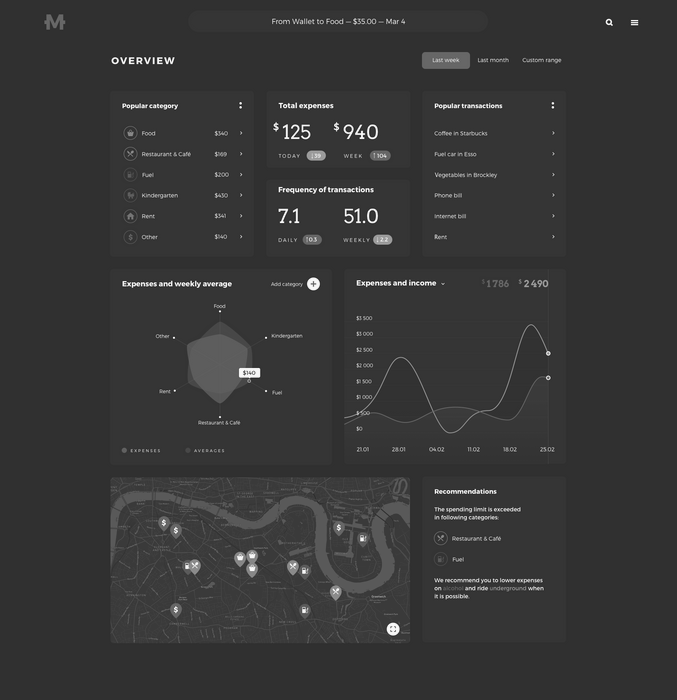 M
From Wallet to Food — $35.00 — Mar 4
OVERVIEW
Last week
Last month
Custom range
Popular category
Food $340
Restaurant & Café $169
Fuel $200
Kindergarten $430
Rent $341
Other $140
Total expenses
$125
$940
TODAY ↓39
WEEK ↑104
Frequency of transactions
7.1
51.0
DAILY ↑0.3
WEEKLY ↓2.2
Popular transactions
Coffee in Starbucks
Fuel car in Esso
Vegetables in Brockley
Phone bill
Internet bill
Rent
Expenses and weekly average
Add category
Food
Other
Kindergarten
$140
Rent
Fuel
Restaurant & Café
EXPENSES
AVERAGES
Expenses and income
$1 786
$2 490
$3 500
$3 000
$2 500
$2 000
$1 500
$1 000
$ 500
$0
21.01 28.01 04.02 11.02 18.02 25.02
Recommendations
The spending limit is exceeded
in following categories:
Restaurant & Café
Fuel
We recommend you to lower expenses
on alcohol and ride underground when
it is possible.